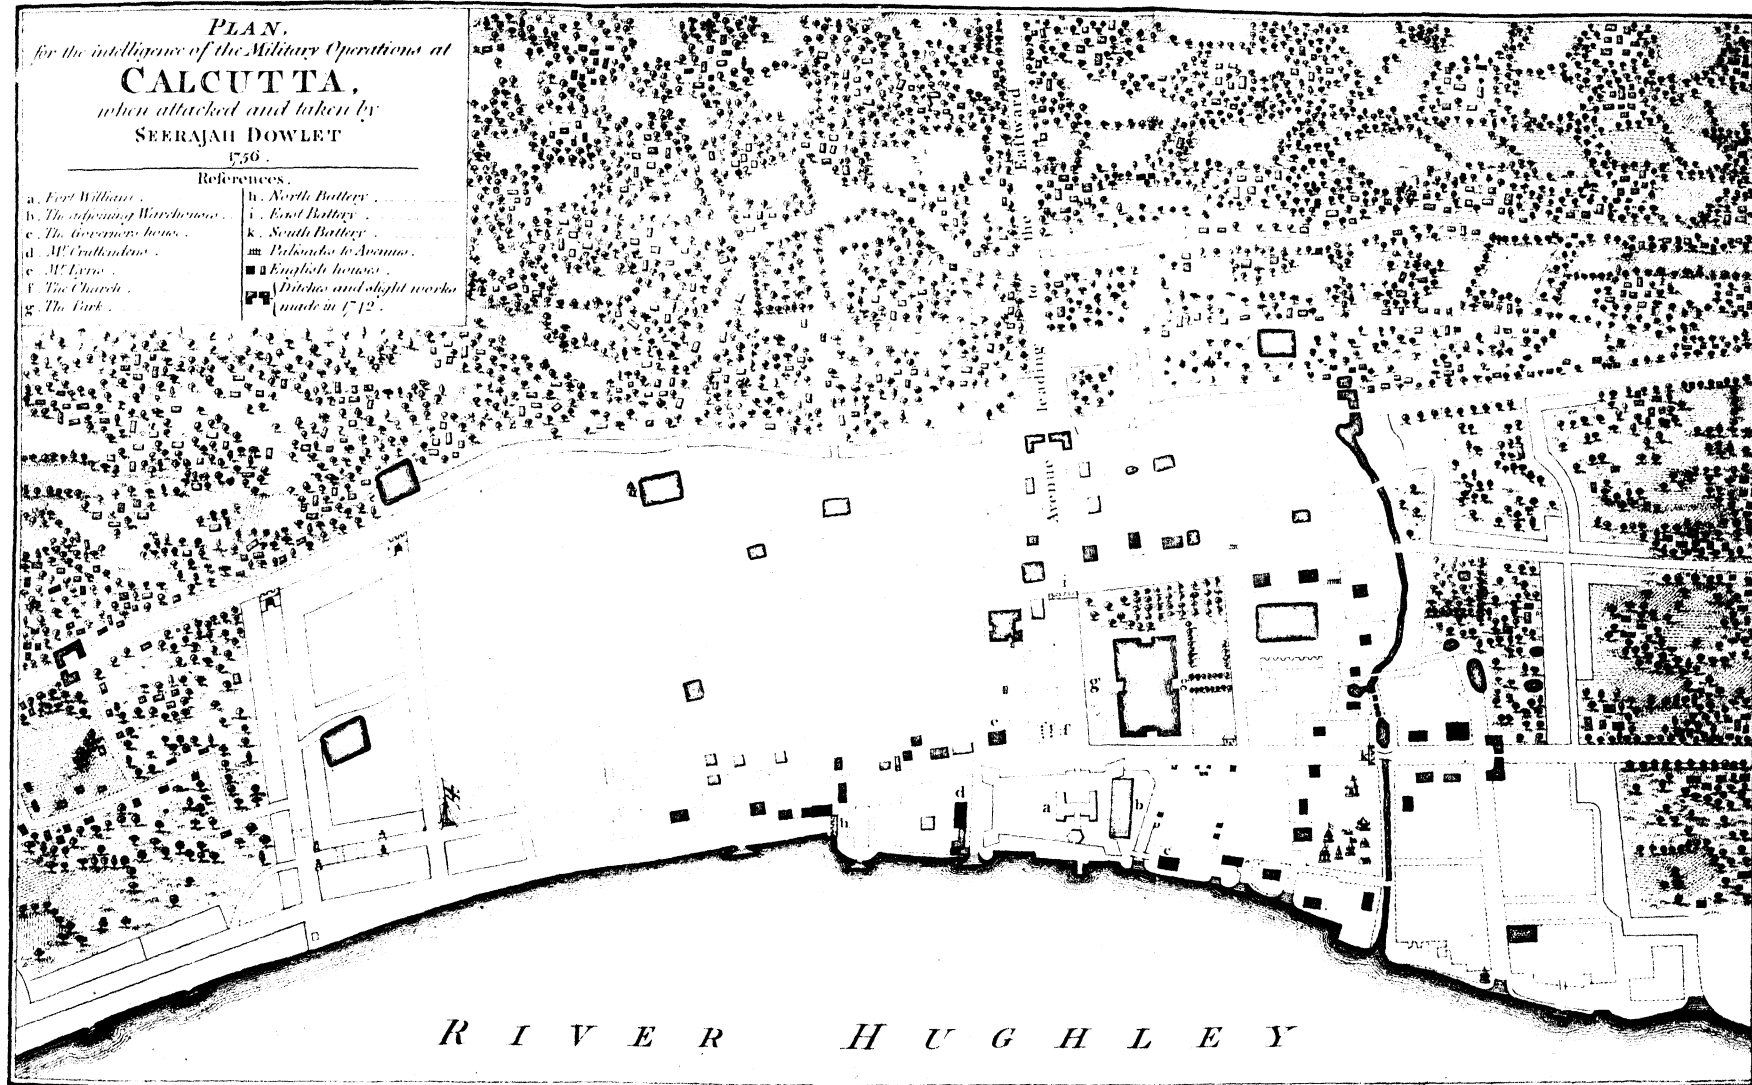 PLAN,
for the intelligence of the Military Operations at
CALCUTTA,
when attacked and taken by
SEERAJAH DOWLET
1756.
References.
a. Fort William.
b. The adjoining Warehouses.
c. The Governors house.
d. Mr Cruttendens.
e. Mr Eyres.
f. The Church.
g. The Park.
h. North Battery.
i. East Battery.
k. South Battery.
Palisades to Avenues.
English houses.
Ditches and slight works
made in 1742.
Avenue leading to the Eastward
i
g
c
e
f f
k
d
a
b
h
c
RIVER HUGHLEY